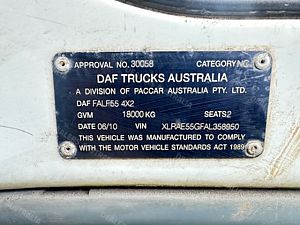 APPROVAL NO. 30058 CATEGORY NC
DAF TRUCKS AUSTRALIA
A DIVISION OF PACCAR AUSTRALIA PTY. LTD.
DAF FALF55 4X2
GVM 18000 KG SEATS 2
DATE 06/10 VIN XLRAE55GFAL358950
THIS VEHICLE WAS MANUFACTURED TO COMPLY
WITH THE MOTOR VEHICLE STANDARDS ACT 1989